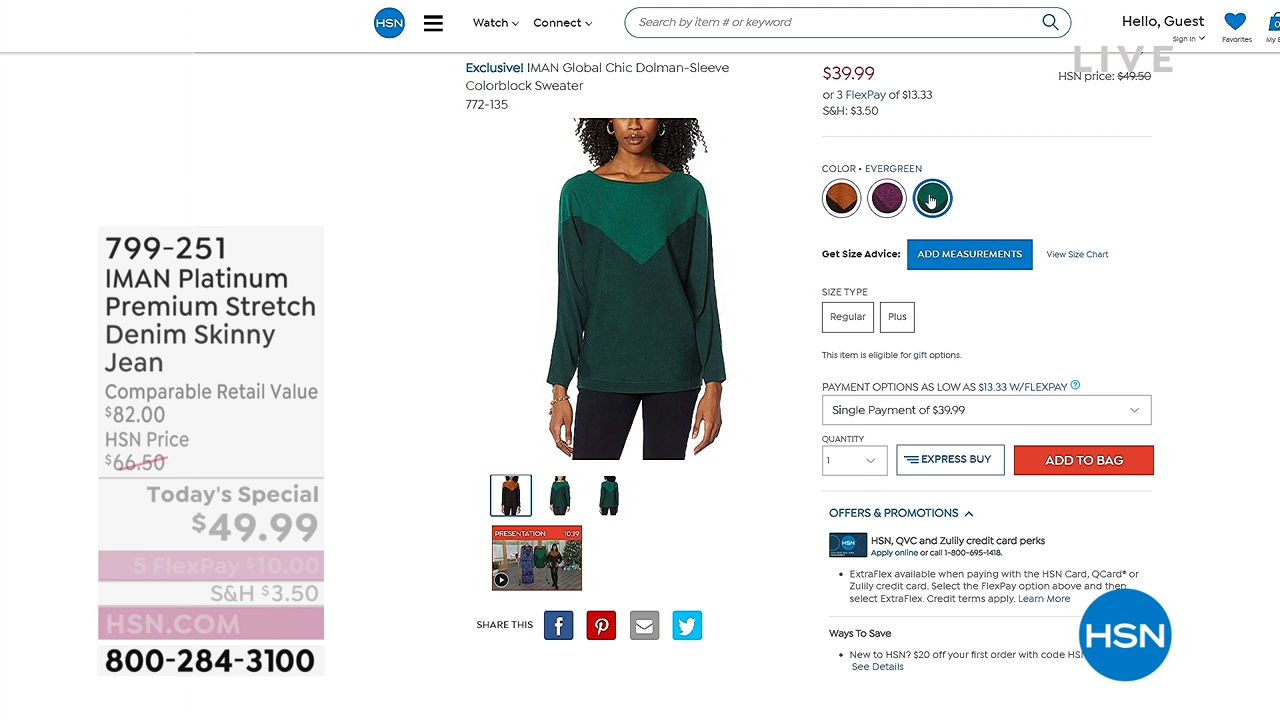 HSN
Watch
Connect
Search by item # or keyword
Hello, Guest
Sign In
Favorites
LIVE
Exclusive! IMAN Global Chic Dolman-Sleeve
Colorblock Sweater
772-135
$39.99
HSN price: $49.50
or 3 FlexPay of $13.33
S&H: $3.50
COLOR • EVERGREEN
Get Size Advice:
ADD MEASUREMENTS
View Size Chart
SIZE TYPE
Regular
Plus
This item is eligible for gift options.
PAYMENT OPTIONS AS LOW AS $13.33 W/FLEXPAY ?
Single Payment of $39.99
QUANTITY
1
EXPRESS BUY
ADD TO BAG
OFFERS & PROMOTIONS
HSN
HSN, QVC and Zulily credit card perks
Apply online or call 1-800-695-1418.
• ExtraFlex available when paying with the HSN Card, QCard® or
Zulily credit card. Select the FlexPay option above and then
select ExtraFlex. Credit terms apply. Learn More
Ways To Save
• New to HSN? $20 off your first order with code
See Details
HSN
PRESENTATION 10:19
SHARE THIS
799-251
IMAN Platinum
Premium Stretch
Denim Skinny
Jean
Comparable Retail Value
$82.00
HSN Price
$66.50
Today's Special
$49.99
5 FlexPay $10.00
S&H $3.50
HSN.COM
800-284-3100